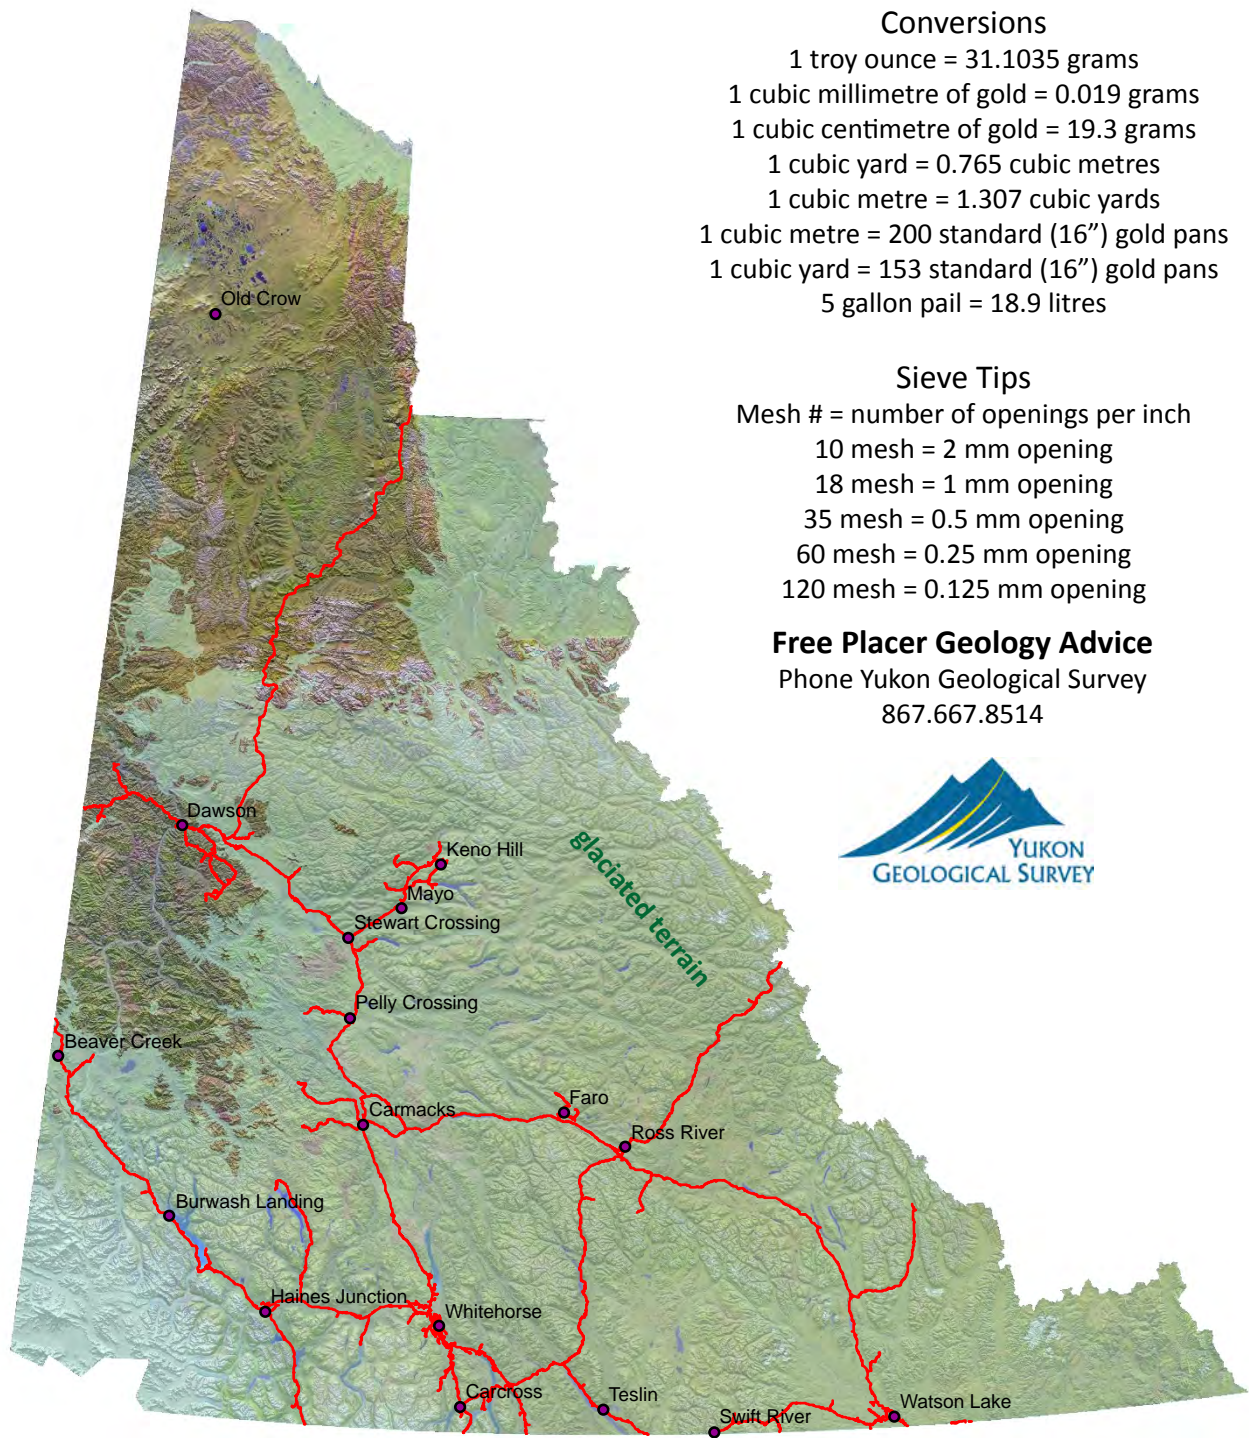 Conversions
1 troy ounce = 31.1035 grams
1 cubic millimetre of gold = 0.019 grams
1 cubic centimetre of gold = 19.3 grams
1 cubic yard = 0.765 cubic metres
1 cubic metre = 1.307 cubic yards
1 cubic metre = 200 standard (16”) gold pans
1 cubic yard = 153 standard (16”) gold pans
5 gallon pail = 18.9 litres
Sieve Tips
Mesh # = number of openings per inch
10 mesh = 2 mm opening
18 mesh = 1 mm opening
35 mesh = 0.5 mm opening
60 mesh = 0.25 mm opening
120 mesh = 0.125 mm opening
Free Placer Geology Advice
Phone Yukon Geological Survey
867.667.8514
YUKON
GEOLOGICAL SURVEY
Old Crow
Dawson
Keno Hill
Mayo
Stewart Crossing
glaciated terrain
Pelly Crossing
Beaver Creek
Faro
Carmacks
Ross River
Burwash Landing
Haines Junction
Whitehorse
Carcross
Teslin
Swift River
Watson Lake